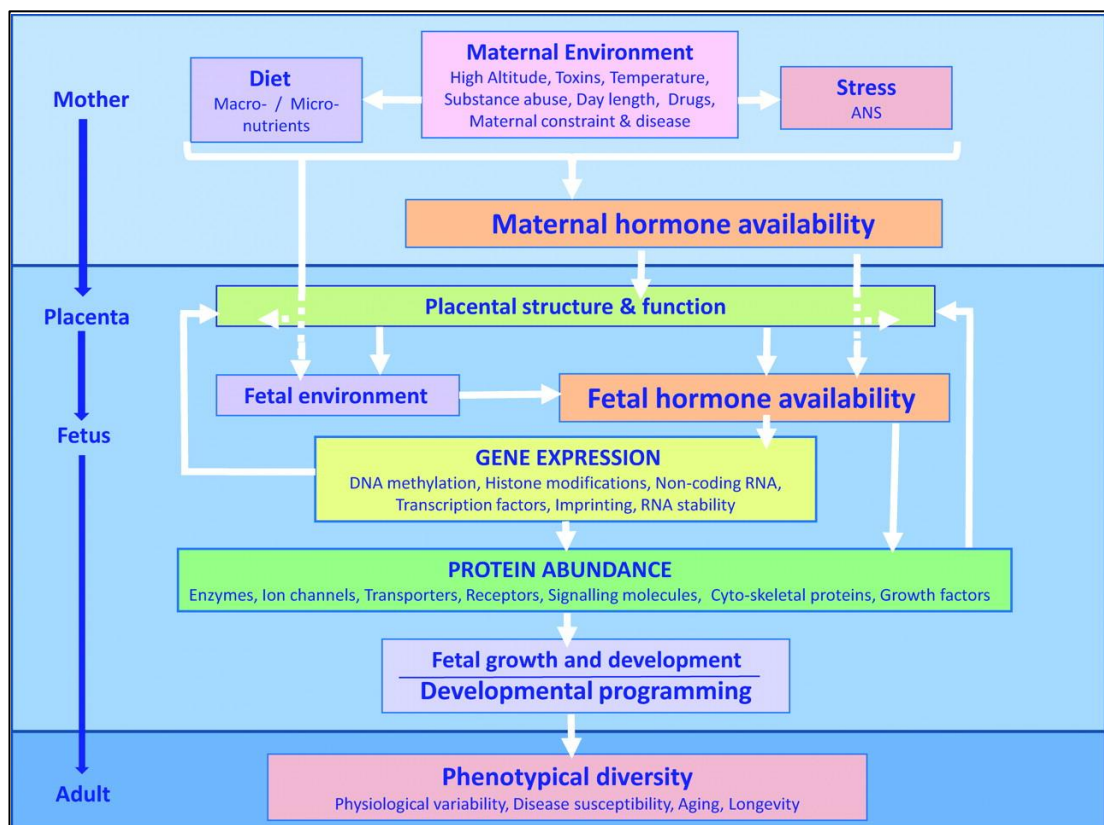 Mother
Placenta
Fetus
Adult
Diet
Macro- / Micro-
nutrients
Maternal Environment
High Altitude, Toxins, Temperature,
Substance abuse, Day length, Drugs,
Maternal constraint & disease
Stress
ANS
Maternal hormone availability
Placental structure & function
Fetal environment
Fetal hormone availability
GENE EXPRESSION
DNA methylation, Histone modifications, Non-coding RNA,
Transcription factors, Imprinting, RNA stability
PROTEIN ABUNDANCE
Enzymes, Ion channels, Transporters, Receptors, Signalling molecules, Cyto-skeletal proteins, Growth factors
Fetal growth and development
Developmental programming
Phenotypical diversity
Physiological variability, Disease susceptibility, Aging, Longevity